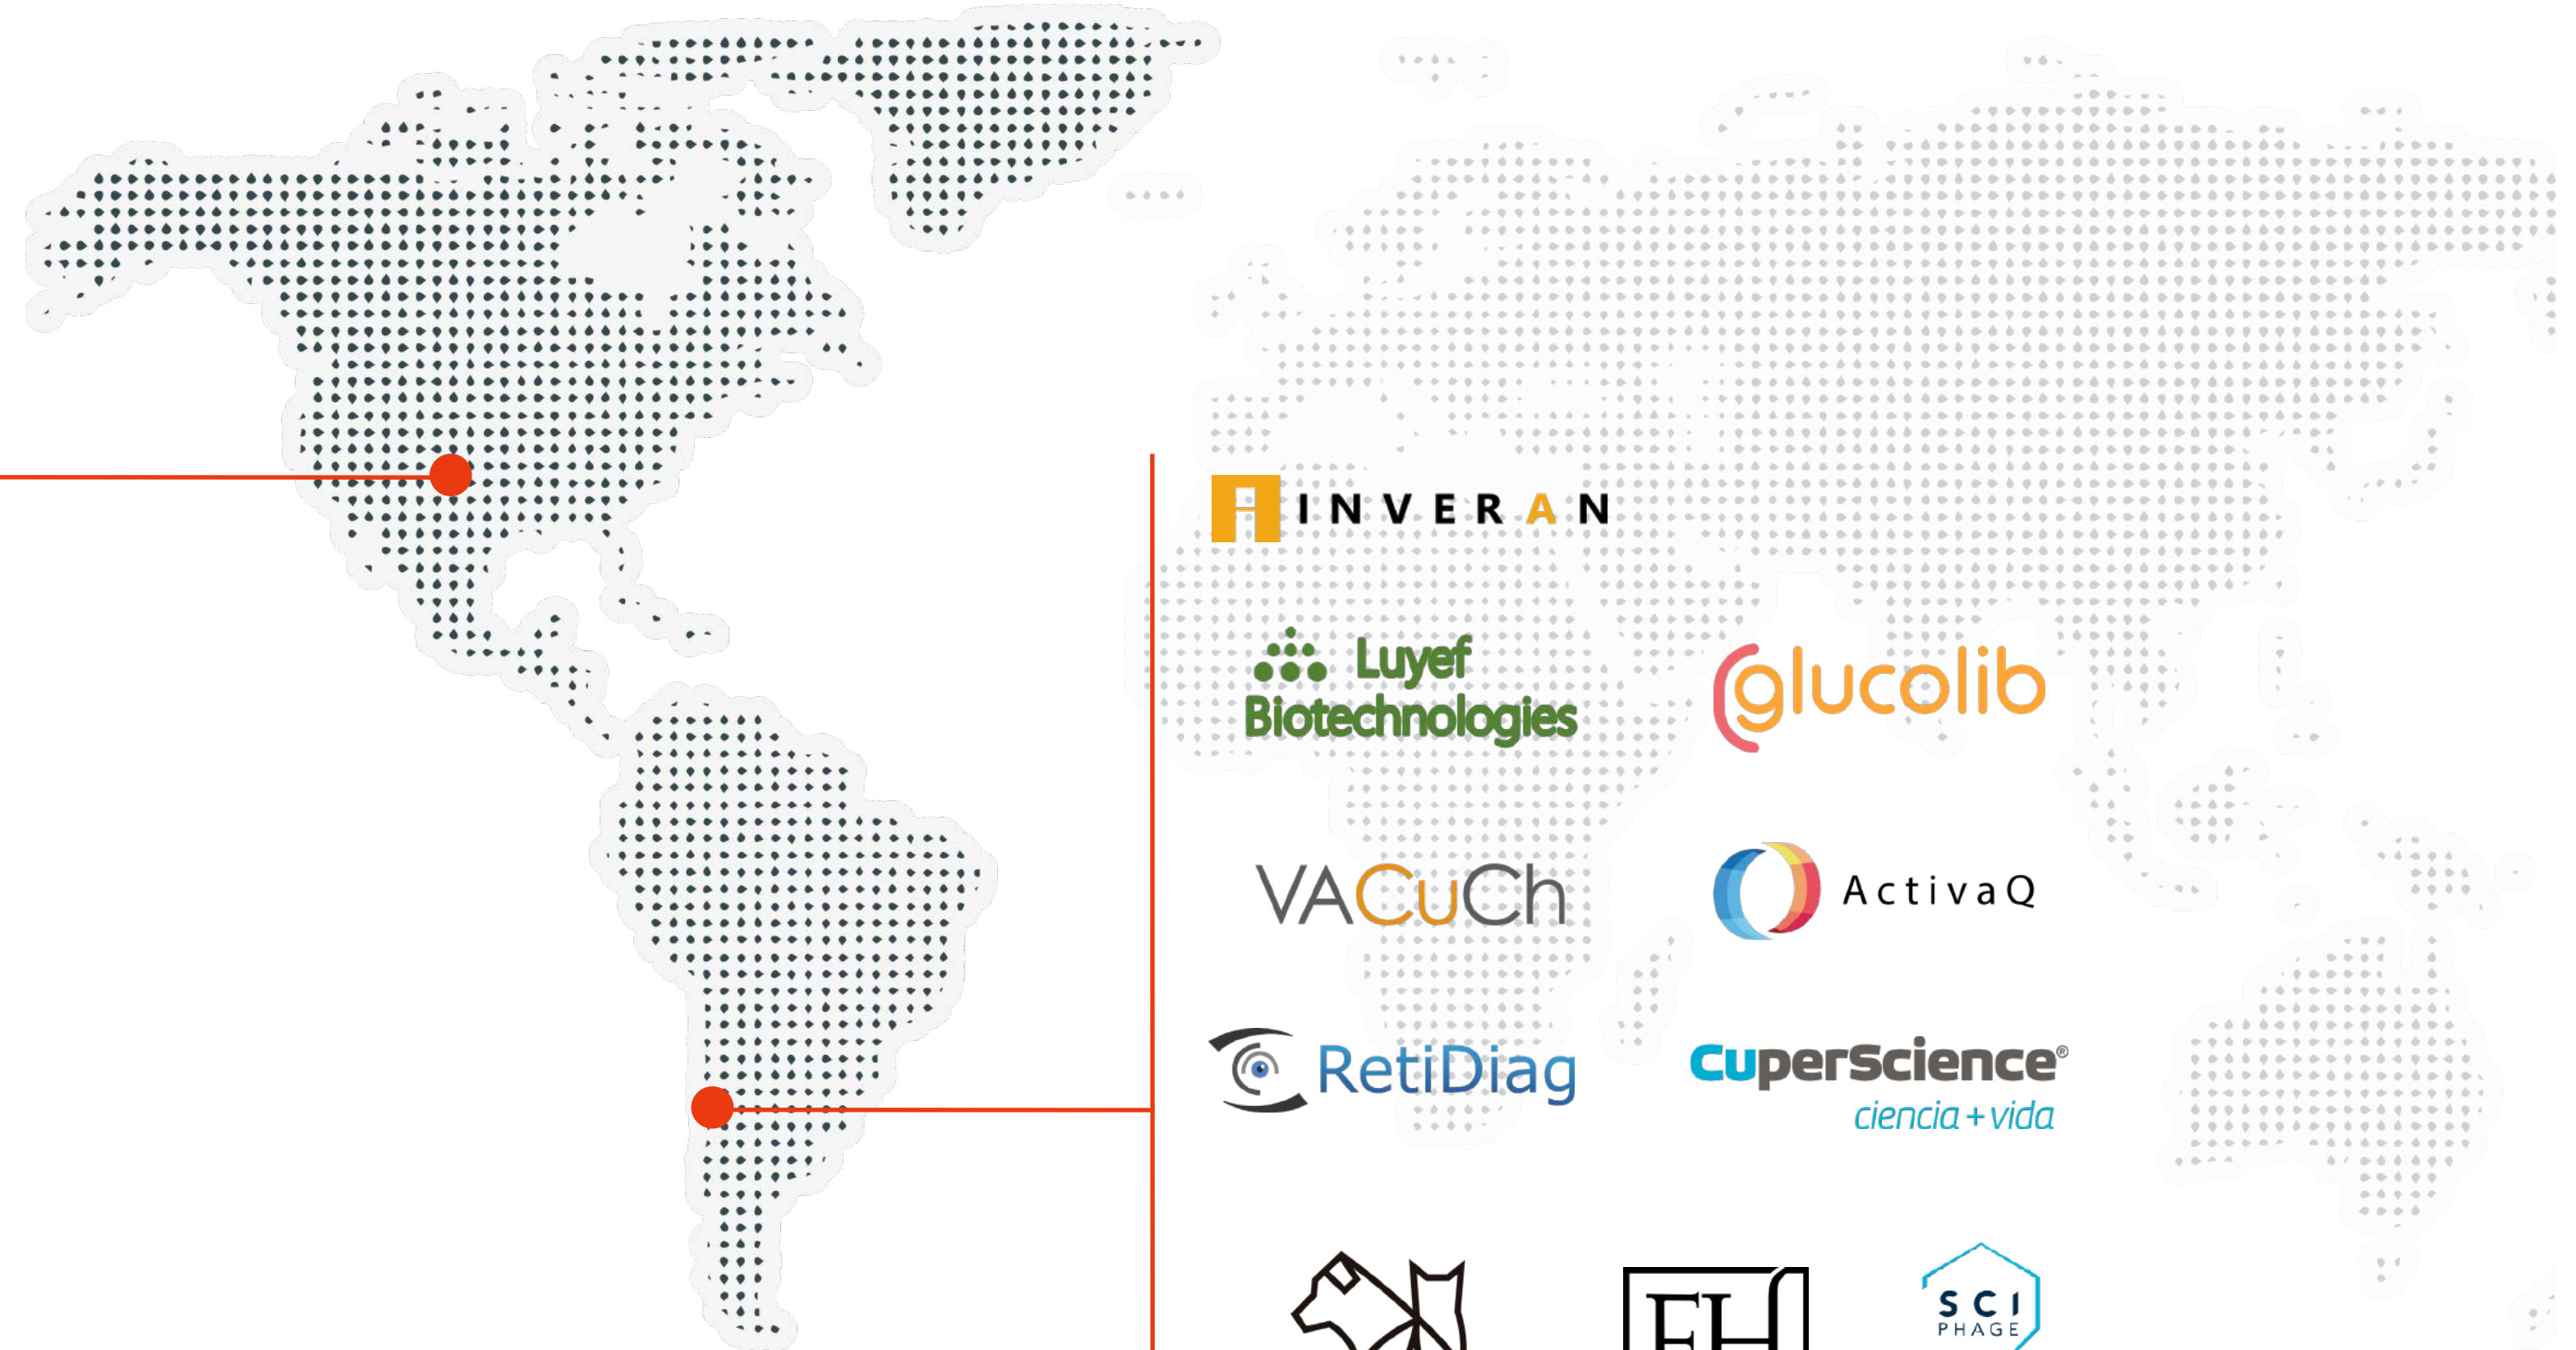 INVERAN
Luyef
Biotechnologies
glucolib
VACuCh
ActivaQ
RetiDiag
cuperscience®
ciencia + vida
SCI
PHAGE